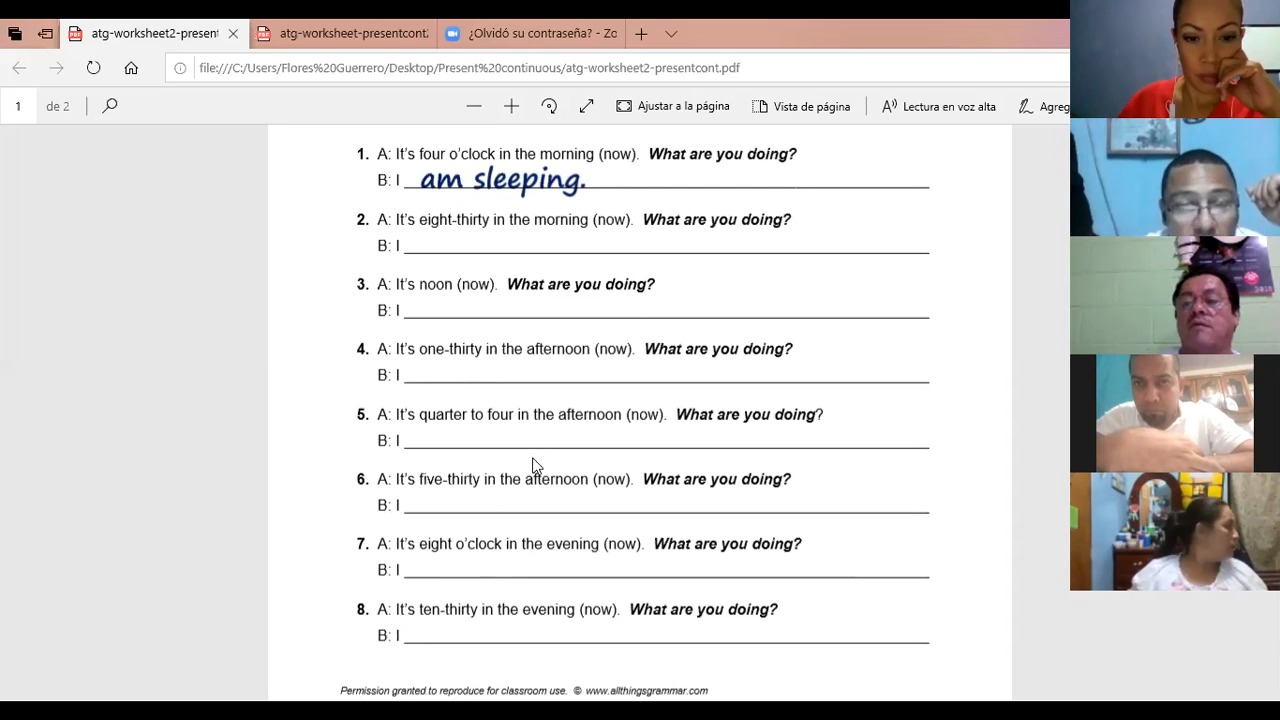 atg-worksheet2-present
atg-worksheet-presentcont2
¿Olvidó su contraseña? - Zo
file:///C:/Users/Flores%20Guerrero/Desktop/Present%20continuous/atg-worksheet2-presentcont.pdf
1 de 2 Ajustar a la página Vista de página Lectura en voz alta Agreg
1. A: It's four o'clock in the morning (now). What are you doing?
B: I am sleeping.
2. A: It's eight-thirty in the morning (now). What are you doing?
B: I
3. A: It's noon (now). What are you doing?
B: I
4. A: It's one-thirty in the afternoon (now). What are you doing?
B: I
5. A: It's quarter to four in the afternoon (now). What are you doing?
B: I
6. A: It's five-thirty in the afternoon (now). What are you doing?
B: I
7. A: It's eight o'clock in the evening (now). What are you doing?
B: I
8. A: It's ten-thirty in the evening (now). What are you doing?
B: I
Permission granted to reproduce for classroom use. © www.allthingsgrammar.com